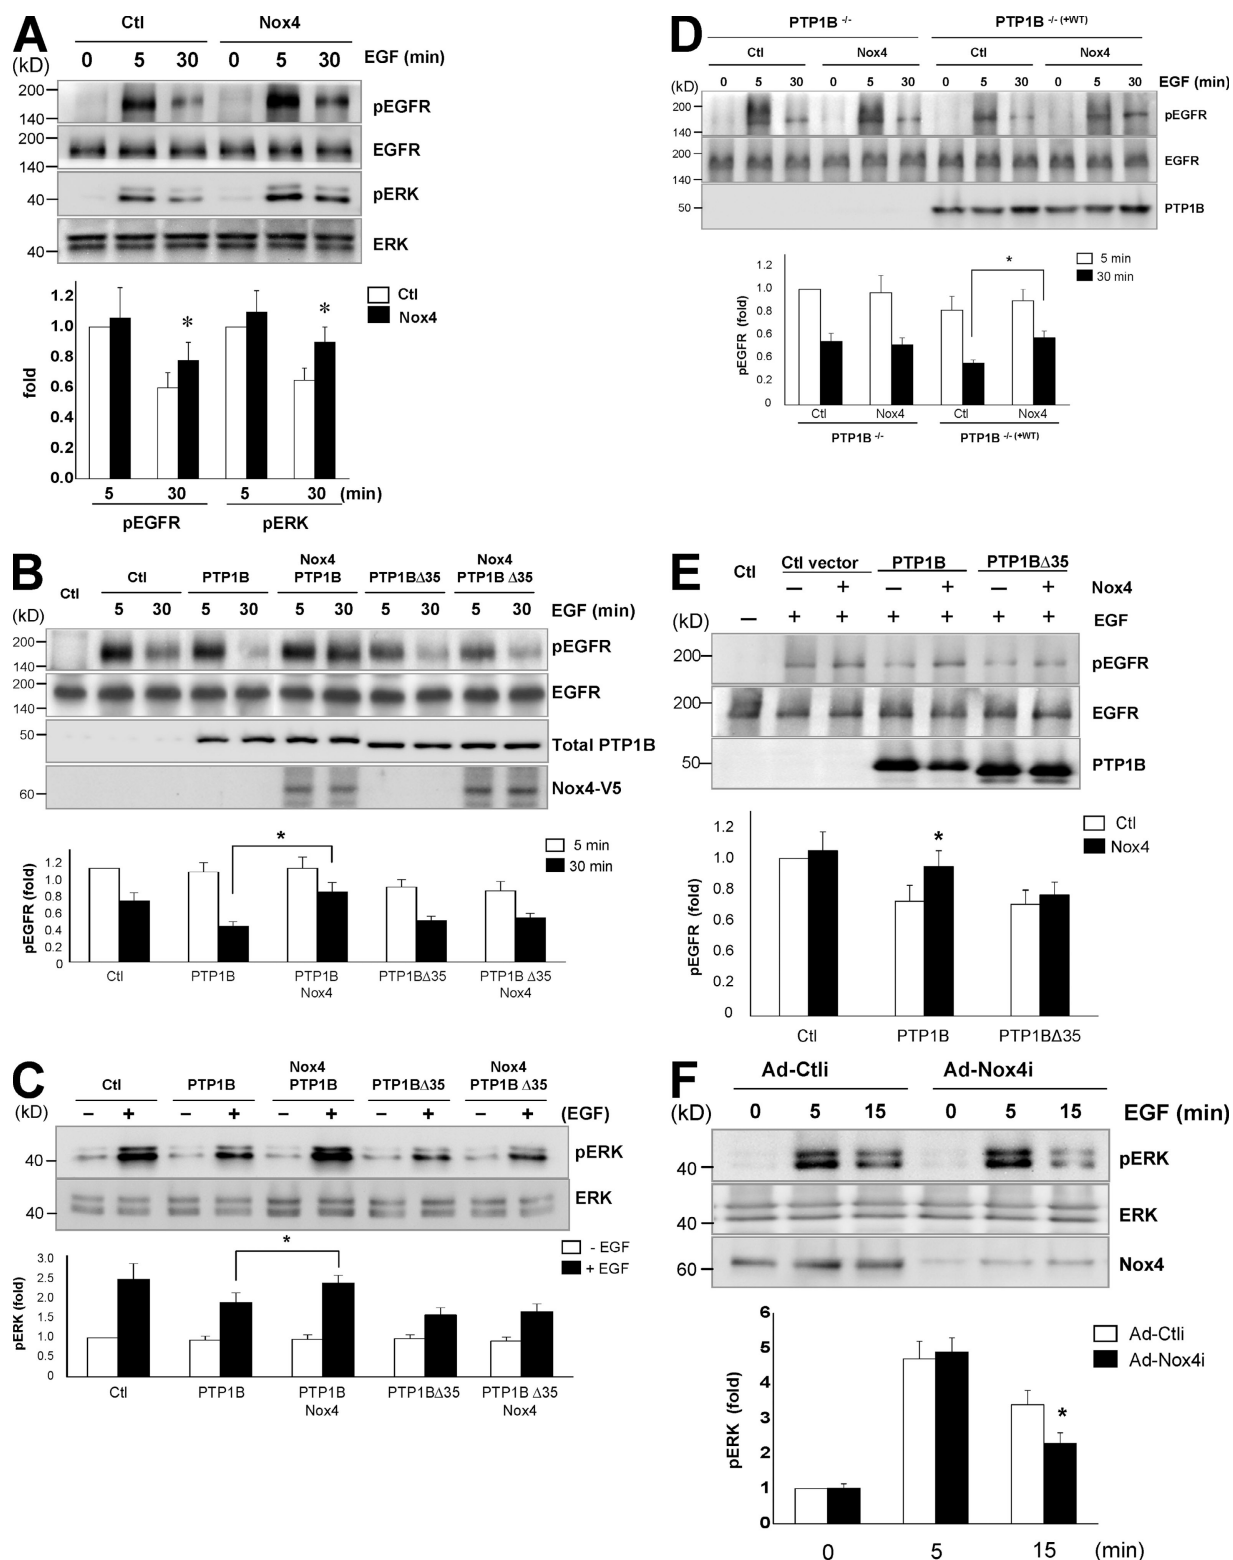 A
Ctl Nox4
(kD) 0 5 30 0 5 30 EGF (min)
200
140
pEGFR
200
140
EGFR
40
pERK
40
ERK
1.2
1.0
0.8
0.6
0.4
0.2
0.0
fold
* *
Ctl
Nox4
5 30 5 30 (min)
pEGFR pERK
B
Ctl
Ctl
PTP1B
Nox4
PTP1B
PTP1BΔ35
Nox4
PTP1B Δ35
(kD) 5 30 5 30 5 30 5 30 5 30 EGF (min)
200
140
pEGFR
200
140
EGFR
50
Total PTP1B
60
Nox4-V5
1.2
1.0
0.8
0.6
0.4
0.2
0
pEGFR (fold)
*
5 min
30 min
Ctl PTP1B PTP1B PTP1BΔ35 PTP1B Δ35
Nox4 Nox4
C
Ctl
PTP1B
Nox4
PTP1B
PTP1BΔ35
Nox4
PTP1B Δ35
(kD) – + – + – + – + – + (EGF)
40
pERK
40
ERK
3.0
2.5
2.0
1.5
1.0
0.5
0
pERK (fold)
*
- EGF
+ EGF
Ctl PTP1B PTP1B PTP1BΔ35 PTP1B Δ35
Nox4 Nox4
D
PTP1B -/- PTP1B -/- (+WT)
Ctl Nox4 Ctl Nox4
(kD) 0 5 30 0 5 30 0 5 30 0 5 30 EGF (min)
200
140
pEGFR
200
140
EGFR
50
PTP1B
1.2
1.0
0.8
0.6
0.2
0
pEGFR (fold)
*
5 min
30 min
Ctl Nox4 Ctl Nox4
PTP1B -/- PTP1B -/- (+WT)
E
Ctl Ctl vector PTP1B PTP1BΔ35
– + – + – + Nox4
(kD) – + + + + + + EGF
200
pEGFR
200
EGFR
50
PTP1B
1.2
1.0
0.8
0.6
0.2
0
pEGFR (fold)
*
Ctl
Nox4
Ctl PTP1B PTP1BΔ35
F
Ad-Ctli Ad-Nox4i
(kD) 0 5 15 0 5 15 EGF (min)
40
pERK
40
ERK
60
Nox4
6
5
4
3
2
1
0
pERK (fold)
*
Ad-Ctli
Ad-Nox4i
0 5 15 (min)